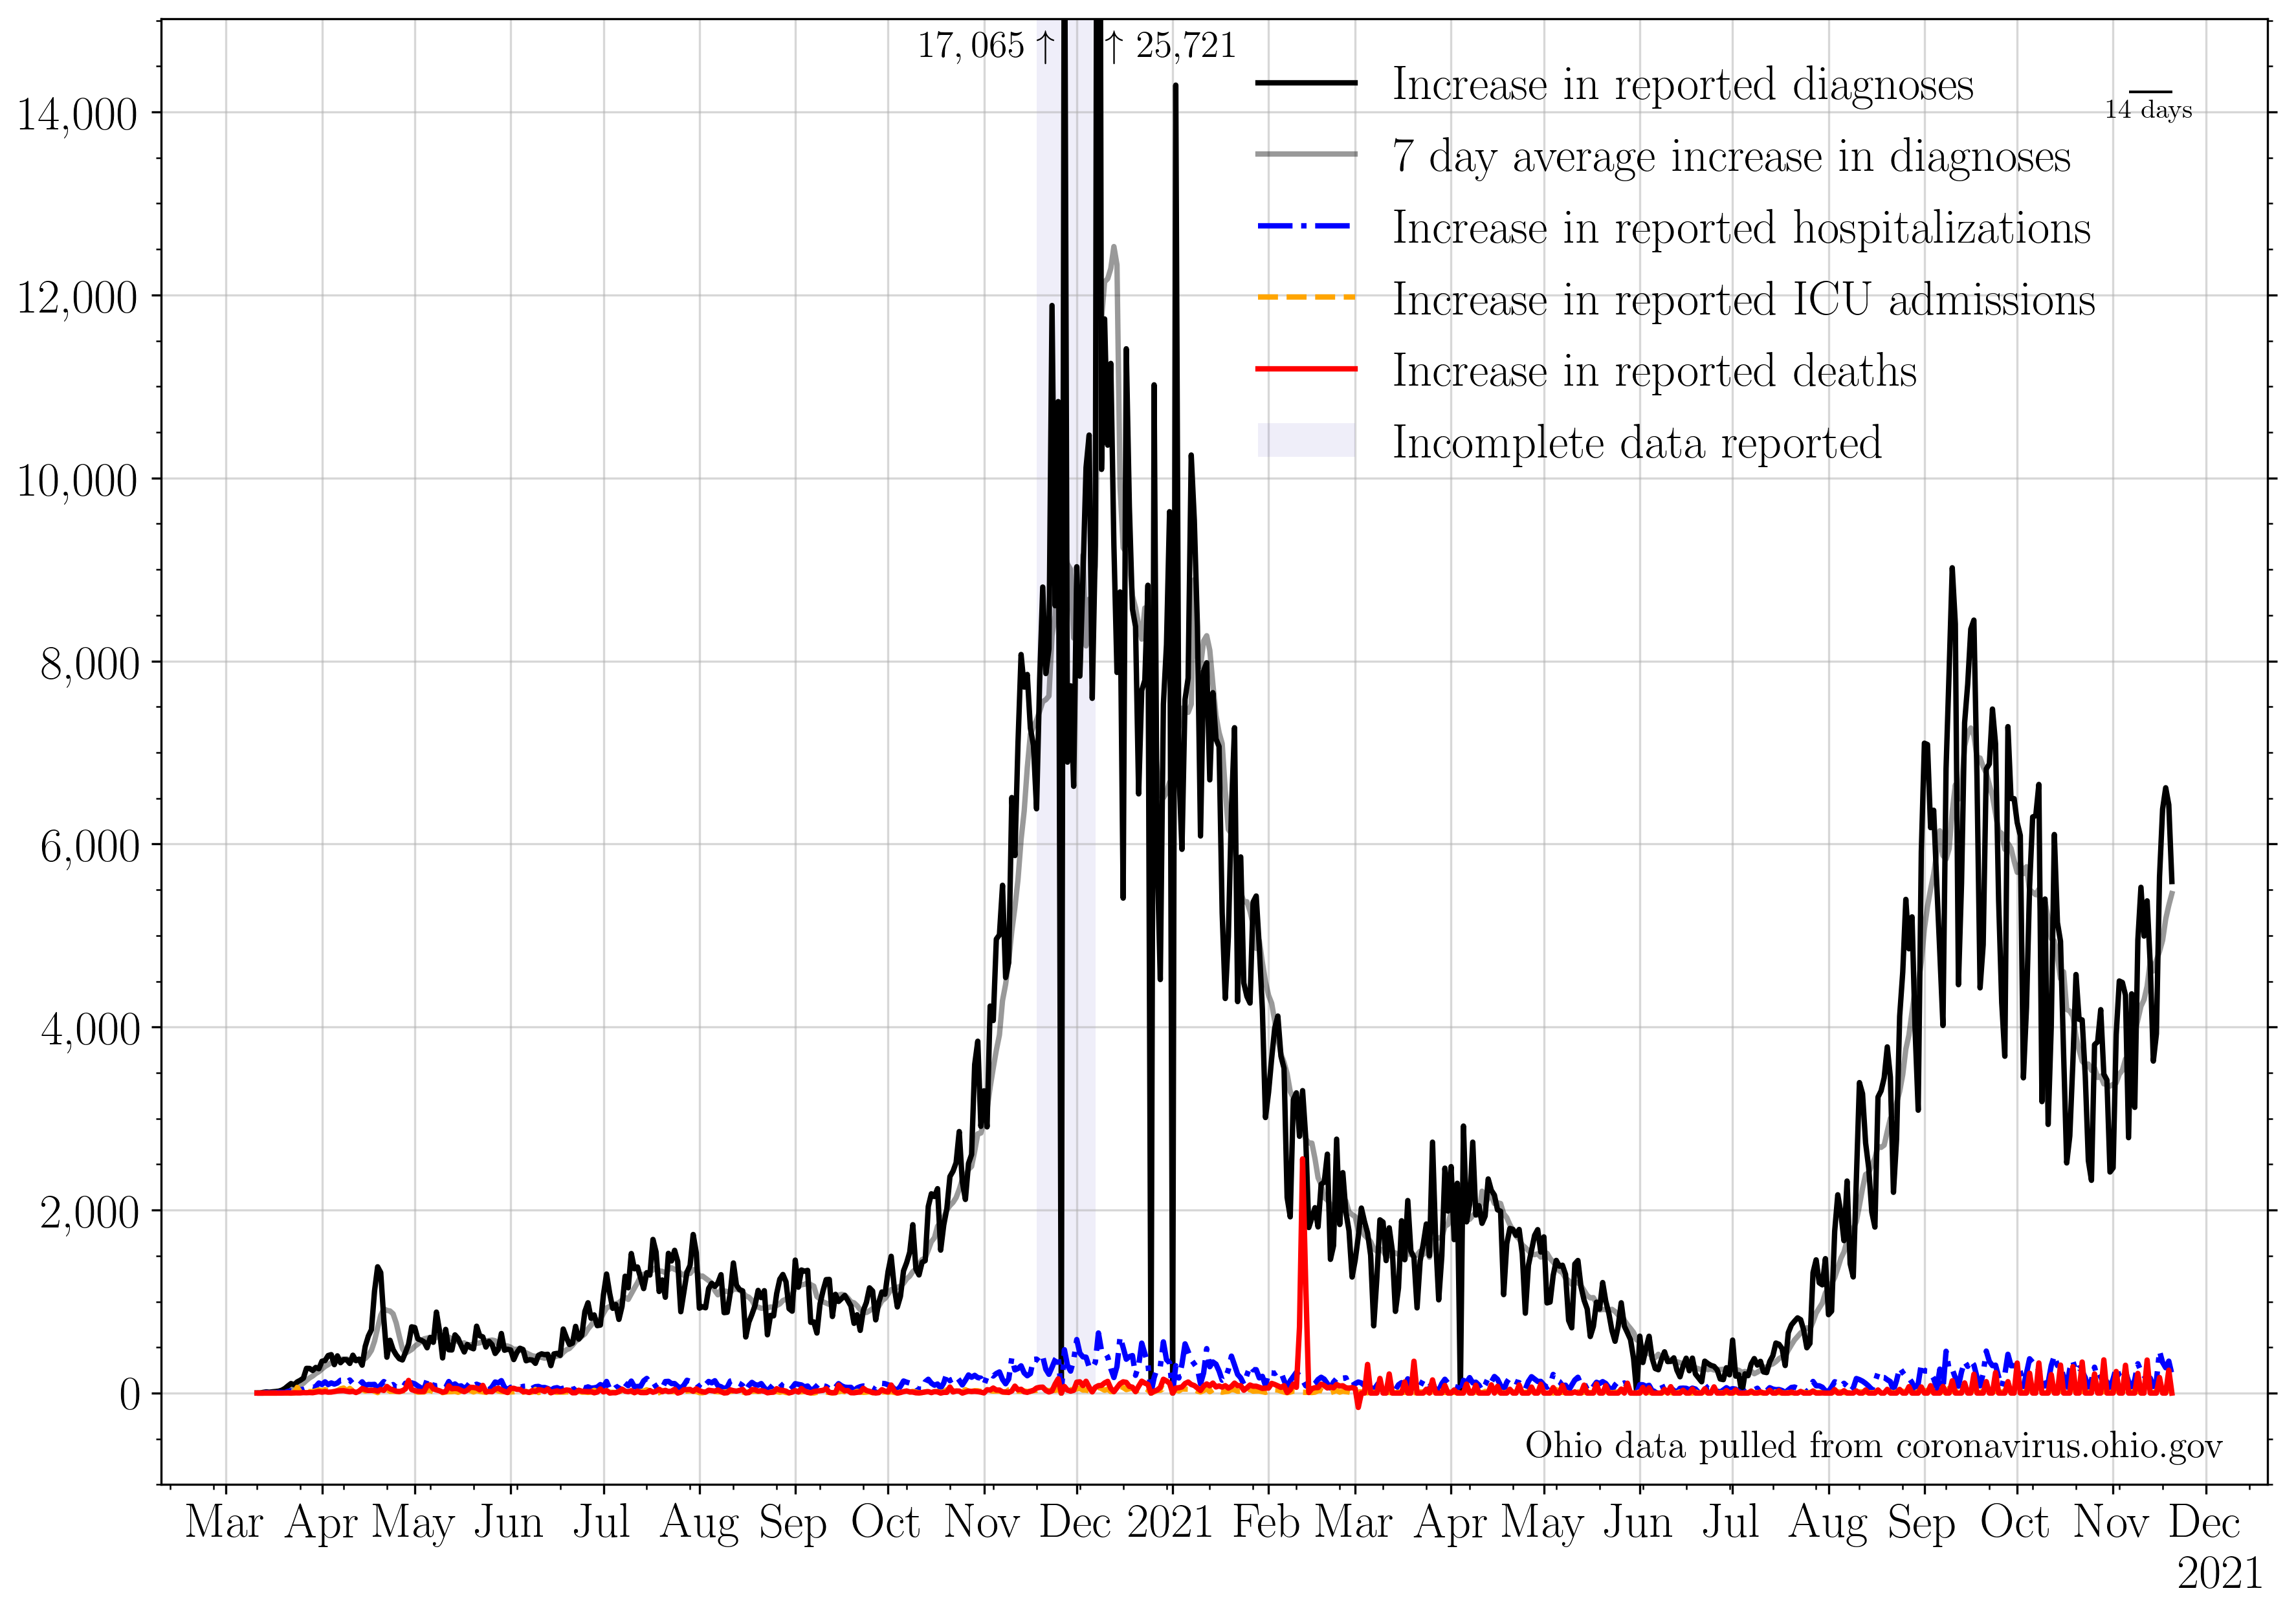 17,065 ↑ ↑ 25,721
Increase in reported diagnoses
14 days
7 day average increase in diagnoses
Increase in reported hospitalizations
Increase in reported ICU admissions
Increase in reported deaths
Incomplete data reported
14,000
12,000
10,000
8,000
6,000
4,000
2,000
0
Ohio data pulled from coronavirus.ohio.gov
Mar Apr May Jun Jul Aug Sep Oct Nov Dec 2021 Feb Mar Apr May Jun Jul Aug Sep Oct Nov Dec
2021